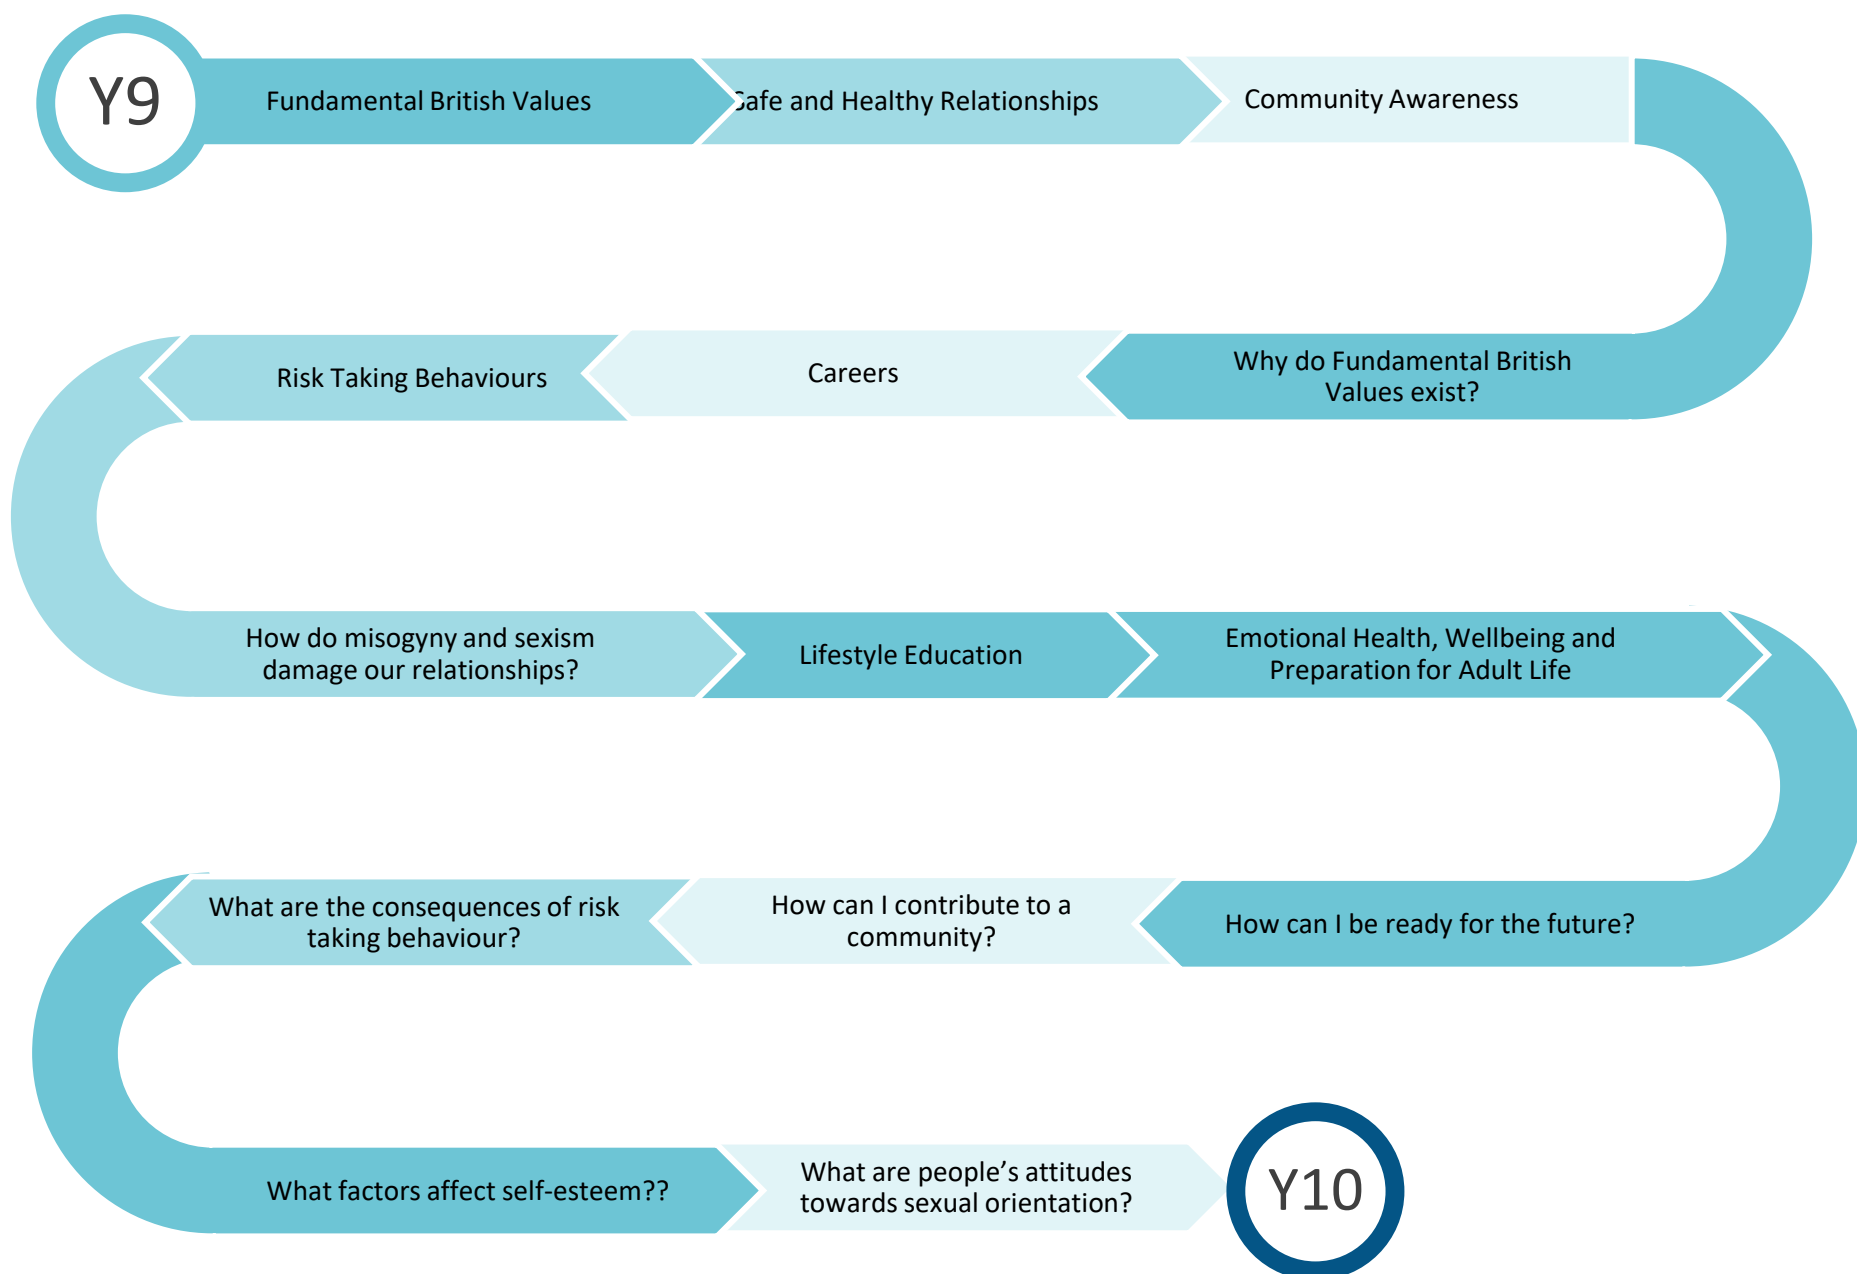 Y9
Fundamental British Values
Safe and Healthy Relationships
Community Awareness
Why do Fundamental British
Values exist?
Careers
Risk Taking Behaviours
How do misogyny and sexism
damage our relationships?
Lifestyle Education
Emotional Health, Wellbeing and
Preparation for Adult Life
How can I be ready for the future?
How can I contribute to a
community?
What are the consequences of risk
taking behaviour?
What factors affect self-esteem??
What are people’s attitudes
towards sexual orientation?
Y10